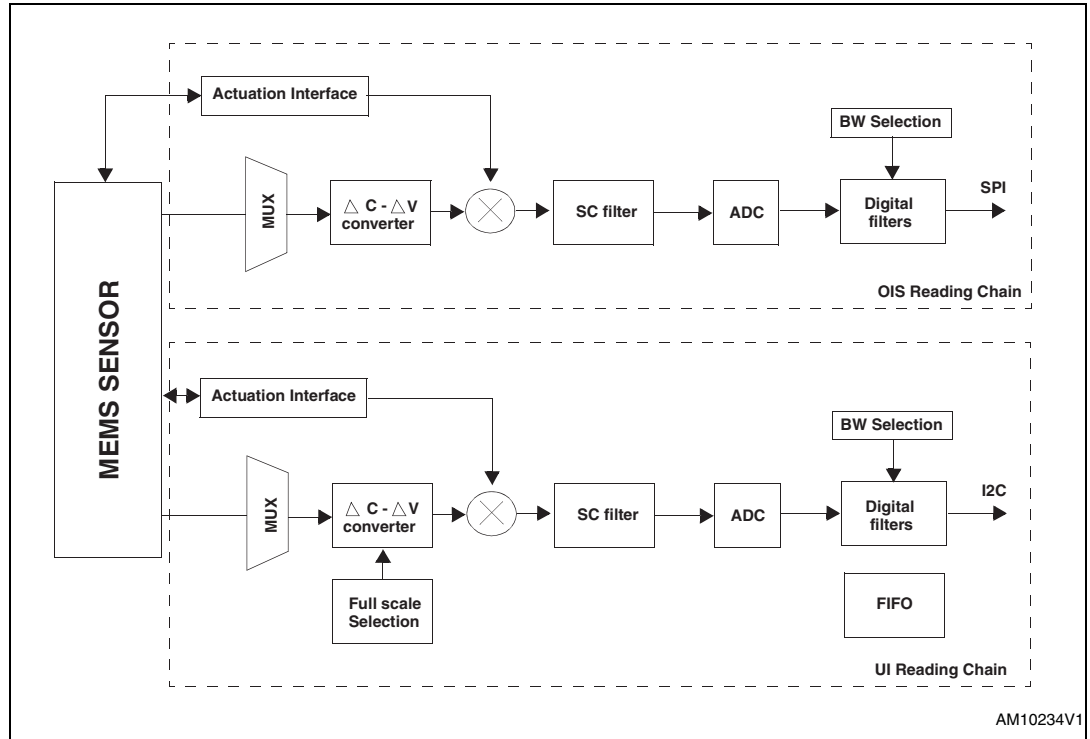 Actuation Interface
BW Selection
SPI
MUX
△ C - △V
converter
SC filter
ADC
Digital
filters
OIS Reading Chain
MEMS SENSOR
Actuation Interface
BW Selection
I2C
MUX
△ C - △V
converter
SC filter
ADC
Digital
filters
Full scale
Selection
FIFO
UI Reading Chain
AM10234V1